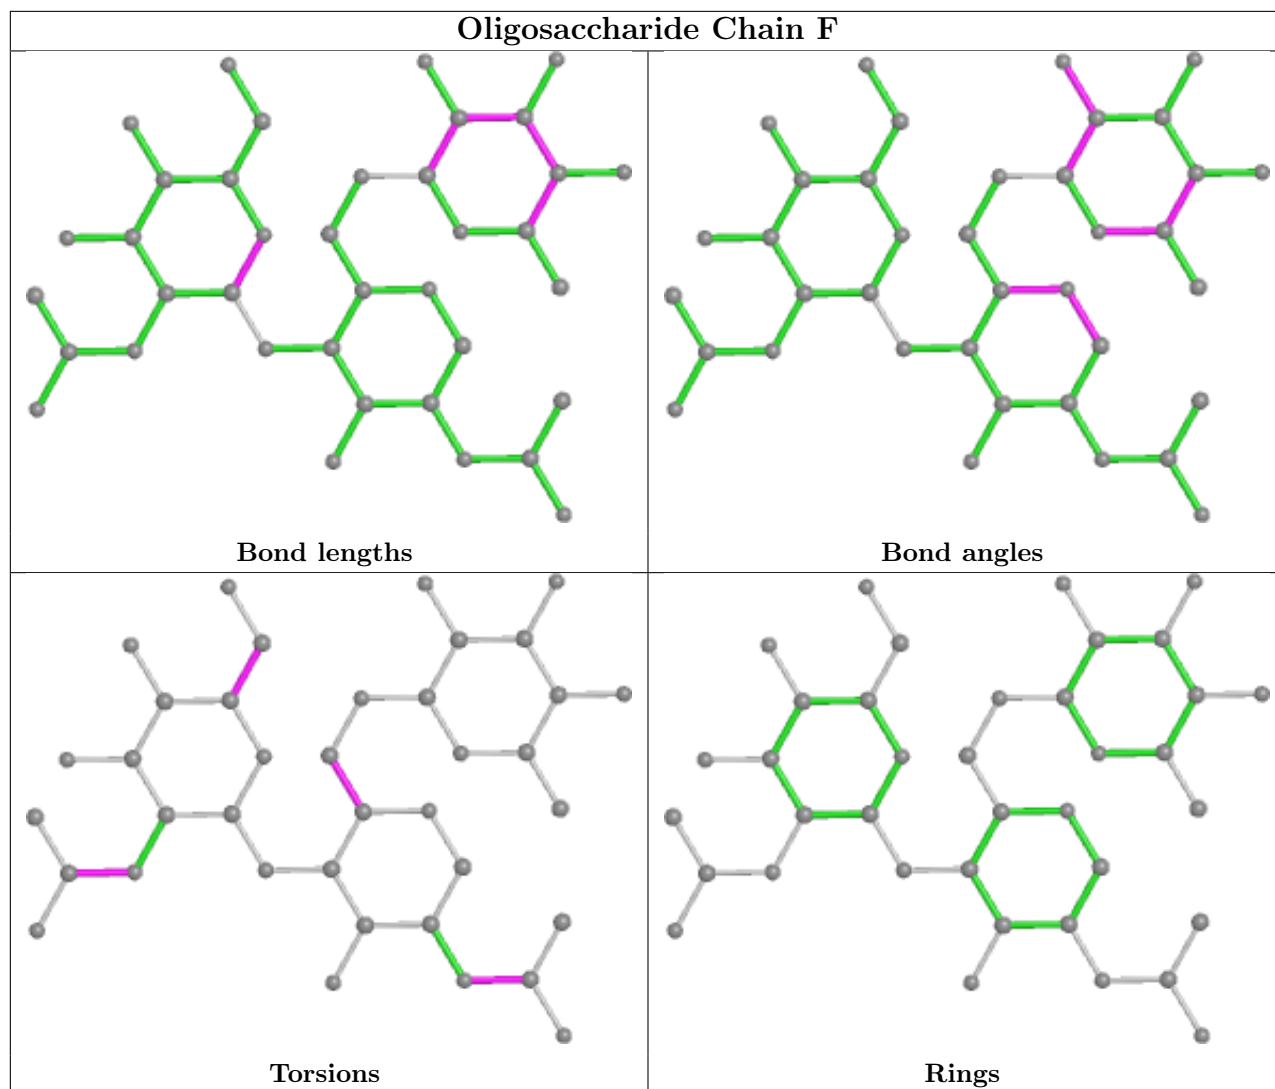 Oligosaccharide Chain F
Bond lengths
Bond angles
Torsions
Rings